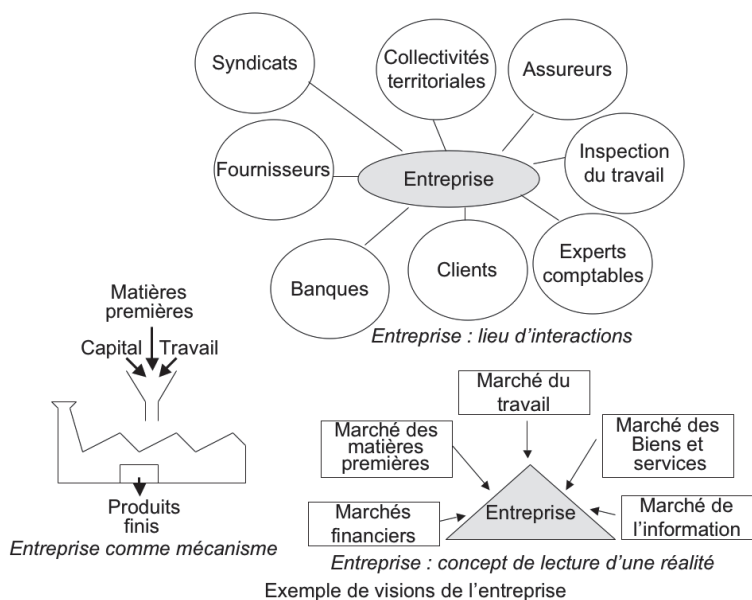 Syndicats
Collectivités
territoriales
Assureurs
Fournisseurs
Entreprise
Inspection
du travail
Banques
Clients
Experts
comptables
Entreprise : lieu d’interactions
Matières
premières
Capital
Travail
Produits
finis
Entreprise comme mécanisme
Marché du
travail
Marché des
matières
premières
Marché des
Biens et
services
Marchés
financiers
Entreprise
Marché de
l’information
Entreprise : concept de lecture d’une réalité
Exemple de visions de l’entreprise